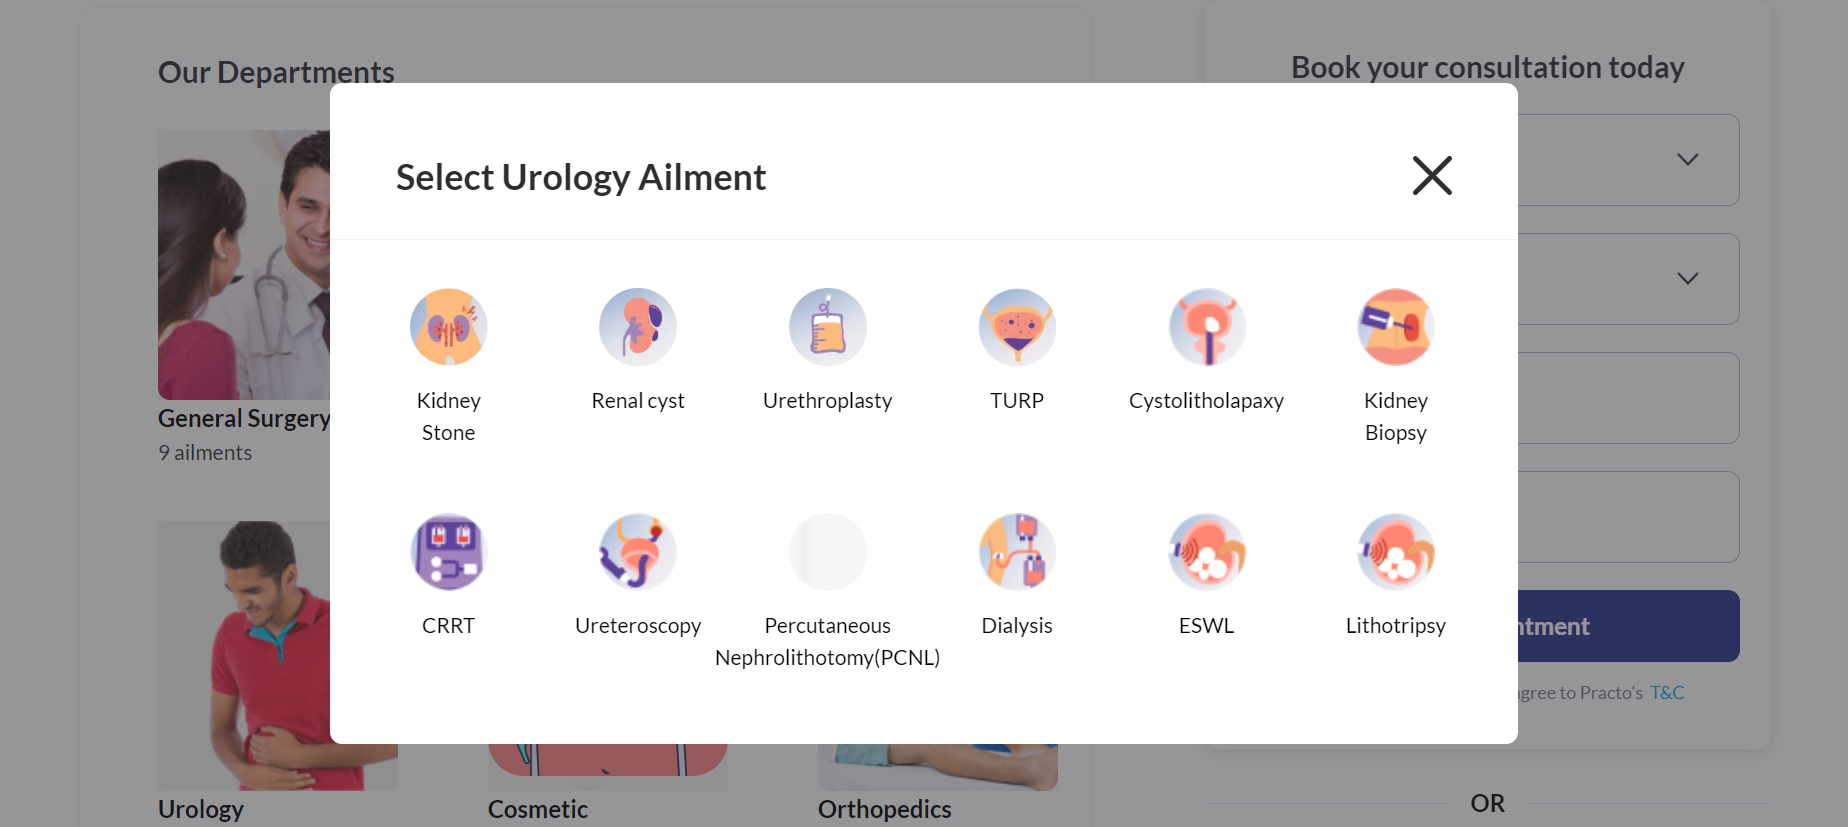 Our Departments
Book your consultation today
Select Urology Ailment
Kidney
Stone
Renal cyst
Urethroplasty
TURP
Cystolitholapaxy
Kidney
Biopsy
CRRT
Ureteroscopy
Percutaneous
Nephrolithotomy(PCNL)
Dialysis
ESWL
Lithotripsy
General Surgery
9 ailments
ntment
agree to Practo's T&C
Urology
Cosmetic
Orthopedics
OR